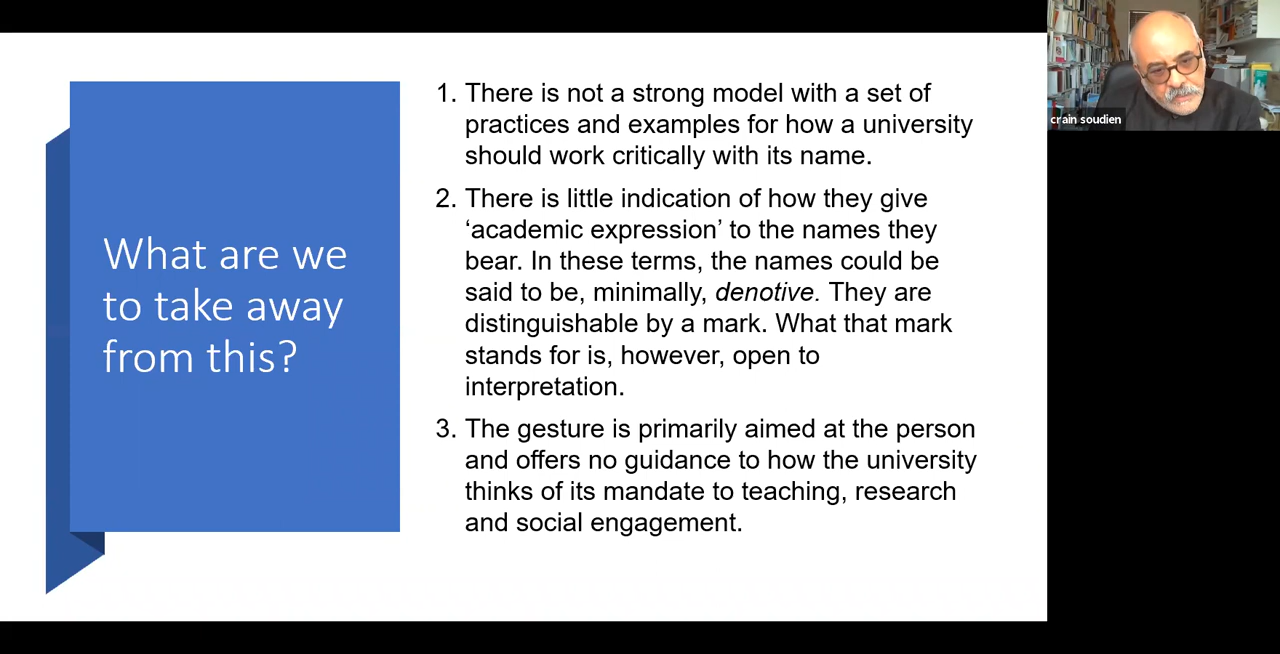 What are we
to take away
from this?
1. There is not a strong model with a set of
practices and examples for how a university
should work critically with its name.
2. There is little indication of how they give
‘academic expression’ to the names they
bear. In these terms, the names could be
said to be, minimally, denotive. They are
distinguishable by a mark. What that mark
stands for is, however, open to
interpretation.
3. The gesture is primarily aimed at the person
and offers no guidance to how the university
thinks of its mandate to teaching, research
and social engagement.
crain soudien